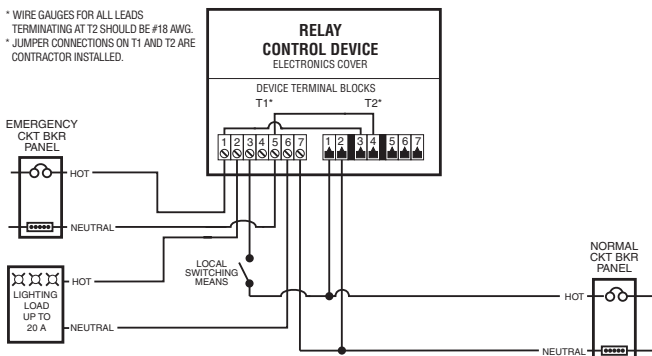 * WIRE GAUGES FOR ALL LEADS
TERMINATING AT T2 SHOULD BE #18 AWG.
* JUMPER CONNECTIONS ON T1 AND T2 ARE
CONTRACTOR INSTALLED.
RELAY
CONTROL DEVICE
ELECTRONICS COVER
DEVICE TERMINAL BLOCKS
T1* T2*
1 2 3 4 5 6 7 1 2 3 4 5 6 7
EMERGENCY
CKT BKR
PANEL
HOT
NEUTRAL
LIGHTING
LOAD
UP TO
20 A
HOT
NEUTRAL
LOCAL
SWITCHING
MEANS
NORMAL
CKT BKR
PANEL
HOT
NEUTRAL